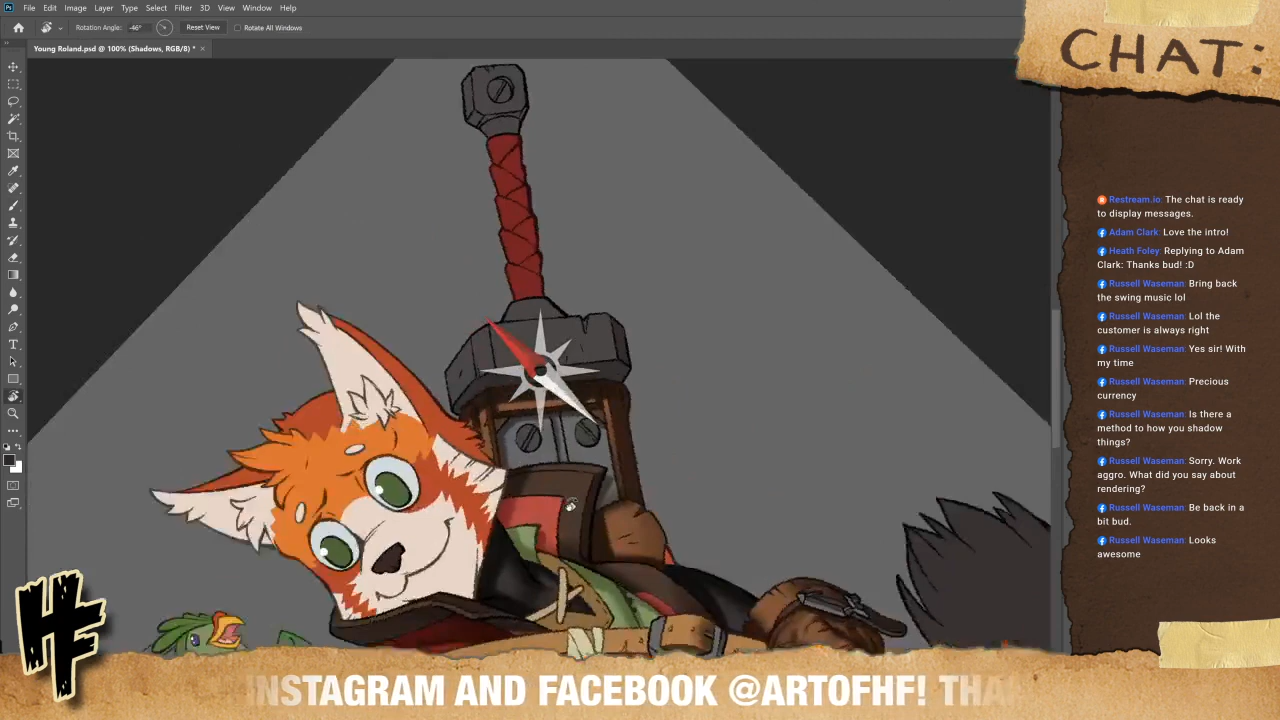 File Edit Image Layer Type Select Filter 3D View Window Help
Rotation Angle: -46° Reset View Rotate All Windows
Young Roland.psd @ 100% (Shadows, RGB/8) *
CHAT:
Restream.io: The chat is ready
to display messages.
Adam Clark: Love the intro!
Heath Foley: Replying to Adam
Clark: Thanks bud! :D
Russell Waseman: Bring back
the swing music lol
Russell Waseman: Lol the
customer is always right
Russell Waseman: Yes sir! With
my time
Russell Waseman: Precious
currency
Russell Waseman: Is there a
method to how you shadow
things?
Russell Waseman: Sorry. Work
aggro. What did you say about
rendering?
Russell Waseman: Be back in a
bit bud.
Russell Waseman: Looks
awesome
HF
INSTAGRAM AND FACEBOOK @ARTOFHF! THA